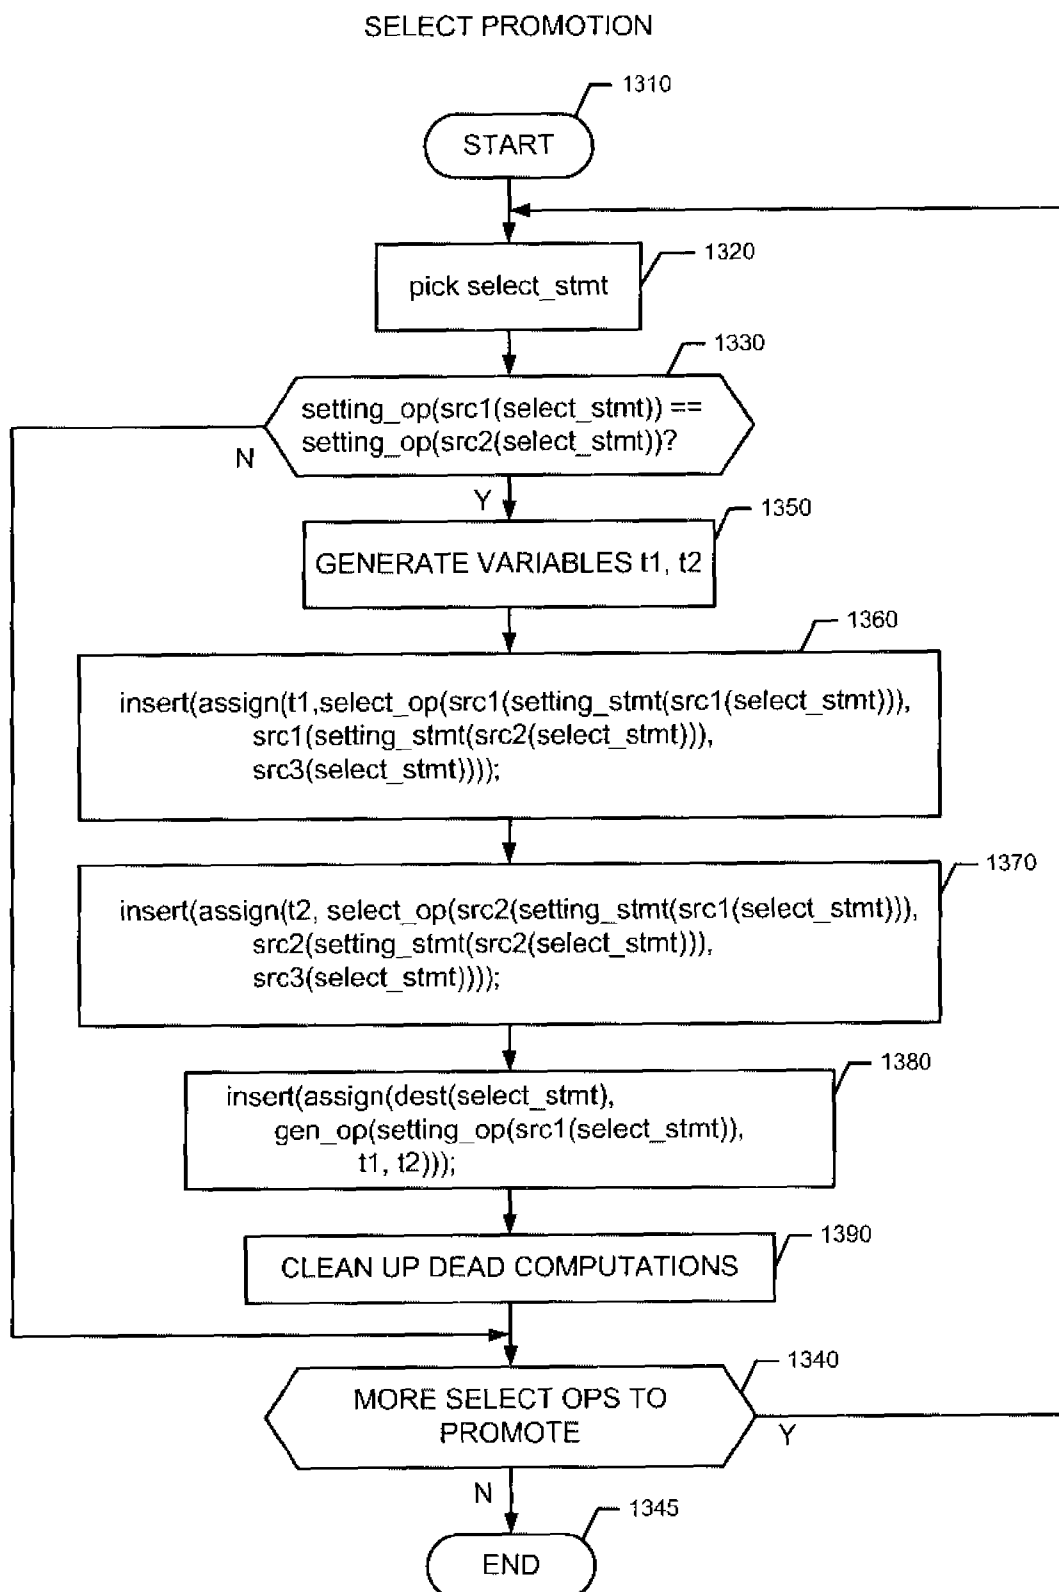 SELECT PROMOTION
1310
START
1320
pick select_stmt
1330
setting_op(src1(select_stmt)) ==
setting_op(src2(select_stmt))?
N
Y
1350
GENERATE VARIABLES t1, t2
1360
insert(assign(t1,select_op(src1(setting_stmt(src1(select_stmt))),
src1(setting_stmt(src2(select_stmt))),
src3(select_stmt))));
1370
insert(assign(t2, select_op(src2(setting_stmt(src1(select_stmt))),
src2(setting_stmt(src2(select_stmt))),
src3(select_stmt))));
1380
insert(assign(dest(select_stmt),
gen_op(setting_op(src1(select_stmt)),
t1, t2)));
1390
CLEAN UP DEAD COMPUTATIONS
1340
MORE SELECT OPS TO
PROMOTE
Y
N
1345
END